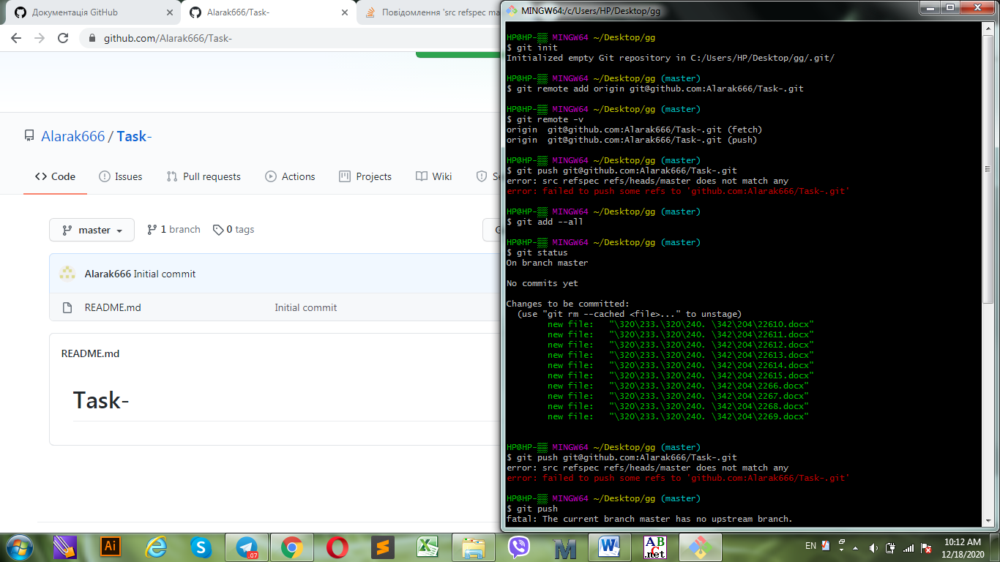 Документація GitHub
Alarak666/Task-
Повідомлення 'src refspec ma
github.com/Alarak666/Task-
Alarak666 / Task-
Code
Issues
Pull requests
Actions
Projects
Wiki
master
1 branch
0 tags
Alarak666 Initial commit
README.md
Initial commit
README.md
Task-
MINGW64:/c/Users/HP/Desktop/gg
HP@HP-▒▒ MINGW64 ~/Desktop/gg
$ git init
Initialized empty Git repository in C:/Users/HP/Desktop/gg/.git/
HP@HP-▒▒ MINGW64 ~/Desktop/gg (master)
$ git remote add origin git@github.com:Alarak666/Task-.git
HP@HP-▒▒ MINGW64 ~/Desktop/gg (master)
$ git remote -v
origin  git@github.com:Alarak666/Task-.git (fetch)
origin  git@github.com:Alarak666/Task-.git (push)
HP@HP-▒▒ MINGW64 ~/Desktop/gg (master)
$ git push git@github.com:Alarak666/Task-.git
error: src refspec refs/heads/master does not match any
error: failed to push some refs to 'github.com:Alarak666/Task-.git'
HP@HP-▒▒ MINGW64 ~/Desktop/gg (master)
$ git add --all
HP@HP-▒▒ MINGW64 ~/Desktop/gg (master)
$ git status
On branch master
No commits yet
Changes to be committed:
(use "git rm --cached <file>..." to unstage)
new file:   "\320\233.\320\240. \342\204\22610.docx"
new file:   "\320\233.\320\240. \342\204\22611.docx"
new file:   "\320\233.\320\240. \342\204\22612.docx"
new file:   "\320\233.\320\240. \342\204\22613.docx"
new file:   "\320\233.\320\240. \342\204\22614.docx"
new file:   "\320\233.\320\240. \342\204\22615.docx"
new file:   "\320\233.\320\240. \342\204\2266.docx"
new file:   "\320\233.\320\240. \342\204\2267.docx"
new file:   "\320\233.\320\240. \342\204\2268.docx"
new file:   "\320\233.\320\240. \342\204\2269.docx"
HP@HP-▒▒ MINGW64 ~/Desktop/gg (master)
$ git push git@github.com:Alarak666/Task-.git
error: src refspec refs/heads/master does not match any
error: failed to push some refs to 'github.com:Alarak666/Task-.git'
HP@HP-▒▒ MINGW64 ~/Desktop/gg (master)
$ git push
fatal: The current branch master has no upstream branch.
Ai
.07
ABC
.net
EN
10:12 AM
12/18/2020